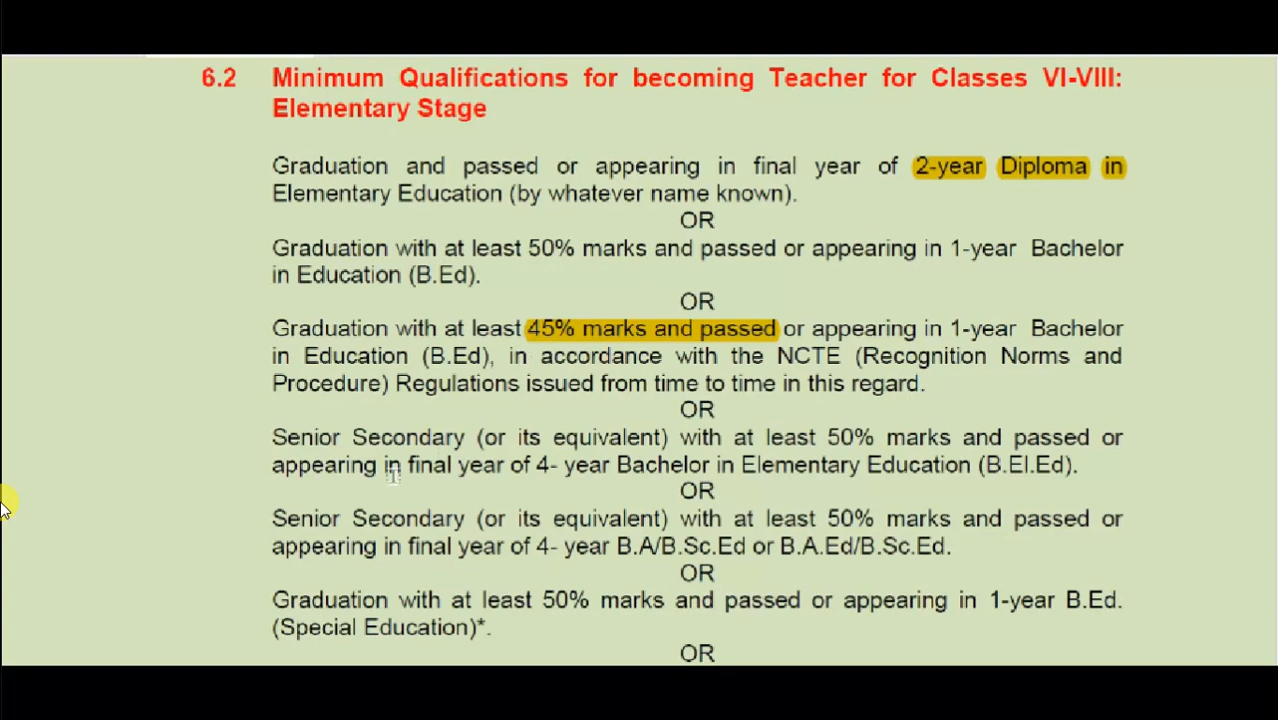 6.2 Minimum Qualifications for becoming Teacher for Classes VI-VIII:
Elementary Stage
Graduation and passed or appearing in final year of 2-year Diploma in
Elementary Education (by whatever name known).
OR
Graduation with at least 50% marks and passed or appearing in 1-year Bachelor
in Education (B.Ed).
OR
Graduation with at least 45% marks and passed or appearing in 1-year Bachelor
in Education (B.Ed), in accordance with the NCTE (Recognition Norms and
Procedure) Regulations issued from time to time in this regard.
OR
Senior Secondary (or its equivalent) with at least 50% marks and passed or
appearing in final year of 4- year Bachelor in Elementary Education (B.El.Ed).
OR
Senior Secondary (or its equivalent) with at least 50% marks and passed or
appearing in final year of 4- year B.A/B.Sc.Ed or B.A.Ed/B.Sc.Ed.
OR
Graduation with at least 50% marks and passed or appearing in 1-year B.Ed.
(Special Education)*.
OR